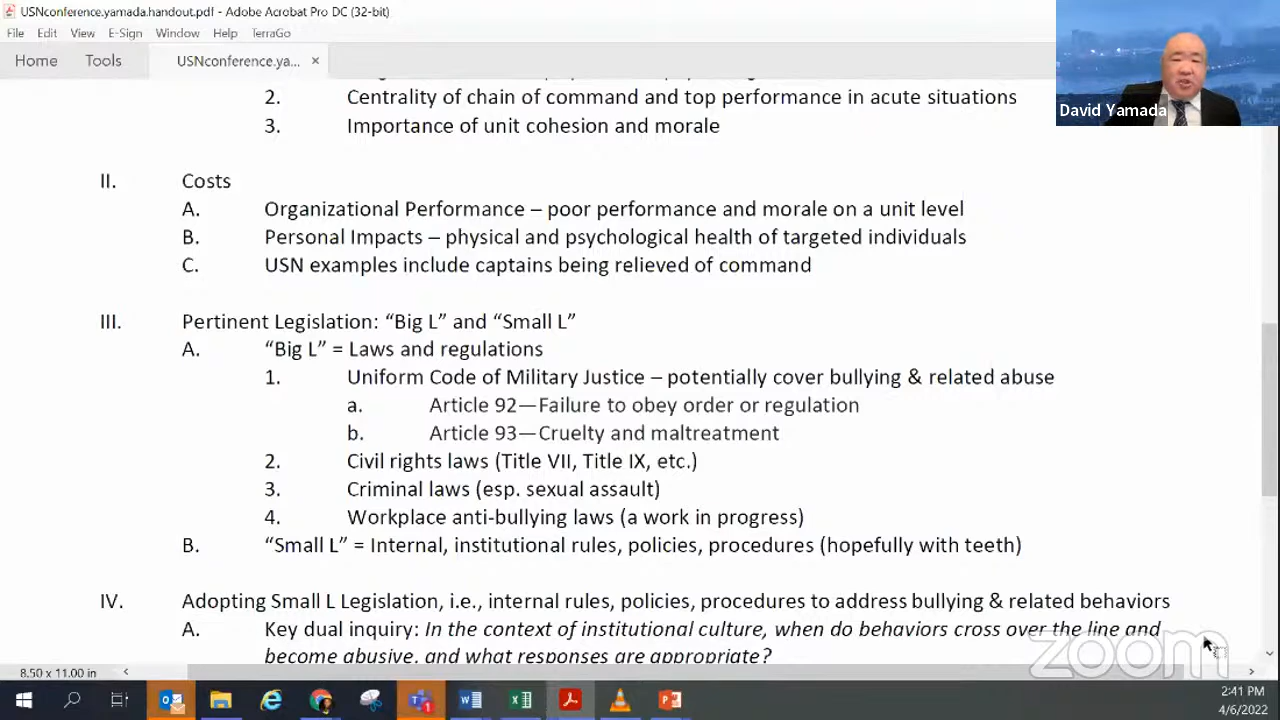 USNconference.yamada.handout.pdf - Adobe Acrobat Pro DC (32-bit)
File Edit View E-Sign Window Help TerraGo
Home Tools USNconference.ya... ×
2. Centrality of chain of command and top performance in acute situations
3. Importance of unit cohesion and morale
David Yamada
II. Costs
A. Organizational Performance – poor performance and morale on a unit level
B. Personal Impacts – physical and psychological health of targeted individuals
C. USN examples include captains being relieved of command
III. Pertinent Legislation: “Big L” and “Small L”
A. “Big L” = Laws and regulations
1. Uniform Code of Military Justice – potentially cover bullying & related abuse
a. Article 92—Failure to obey order or regulation
b. Article 93—Cruelty and maltreatment
2. Civil rights laws (Title VII, Title IX, etc.)
3. Criminal laws (esp. sexual assault)
4. Workplace anti-bullying laws (a work in progress)
B. “Small L” = Internal, institutional rules, policies, procedures (hopefully with teeth)
IV. Adopting Small L Legislation, i.e., internal rules, policies, procedures to address bullying & related behaviors
A. Key dual inquiry: In the context of institutional culture, when do behaviors cross over the line and
become abusive, and what responses are appropriate?
zoom
8.50 x 11.00 in
2:41 PM
4/6/2022